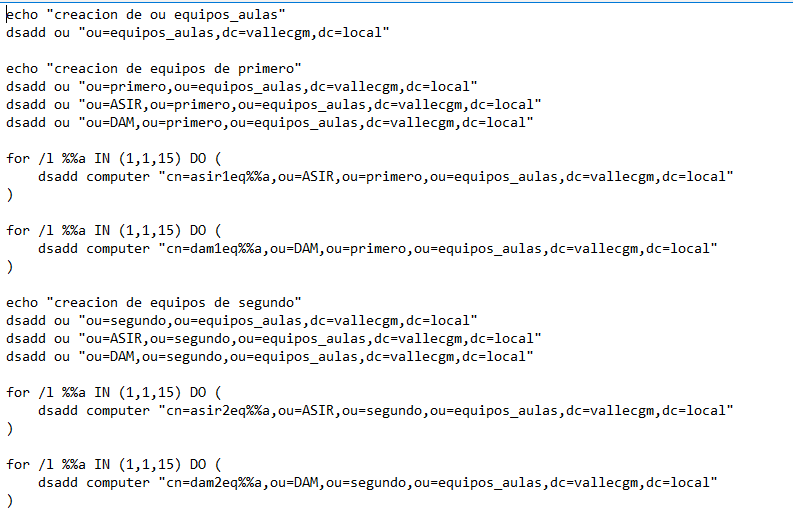 echo "creacion de ou equipos_aulas"
dsadd ou "ou=equipos_aulas,dc=vallecgm,dc=local"
echo "creacion de equipos de primero"
dsadd ou "ou=primero,ou=equipos_aulas,dc=vallecgm,dc=local"
dsadd ou "ou=ASIR,ou=primero,ou=equipos_aulas,dc=vallecgm,dc=local"
dsadd ou "ou=DAM,ou=primero,ou=equipos_aulas,dc=vallecgm,dc=local"
for /l %%a IN (1,1,15) DO (
    dsadd computer "cn=asir1eq%%a,ou=ASIR,ou=primero,ou=equipos_aulas,dc=vallecgm,dc=local"
)
for /l %%a IN (1,1,15) DO (
    dsadd computer "cn=dam1eq%%a,ou=DAM,ou=primero,ou=equipos_aulas,dc=vallecgm,dc=local"
)
echo "creacion de equipos de segundo"
dsadd ou "ou=segundo,ou=equipos_aulas,dc=vallecgm,dc=local"
dsadd ou "ou=ASIR,ou=segundo,ou=equipos_aulas,dc=vallecgm,dc=local"
dsadd ou "ou=DAM,ou=segundo,ou=equipos_aulas,dc=vallecgm,dc=local"
for /l %%a IN (1,1,15) DO (
    dsadd computer "cn=asir2eq%%a,ou=ASIR,ou=segundo,ou=equipos_aulas,dc=vallecgm,dc=local"
)
for /l %%a IN (1,1,15) DO (
    dsadd computer "cn=dam2eq%%a,ou=DAM,ou=segundo,ou=equipos_aulas,dc=vallecgm,dc=local"
)